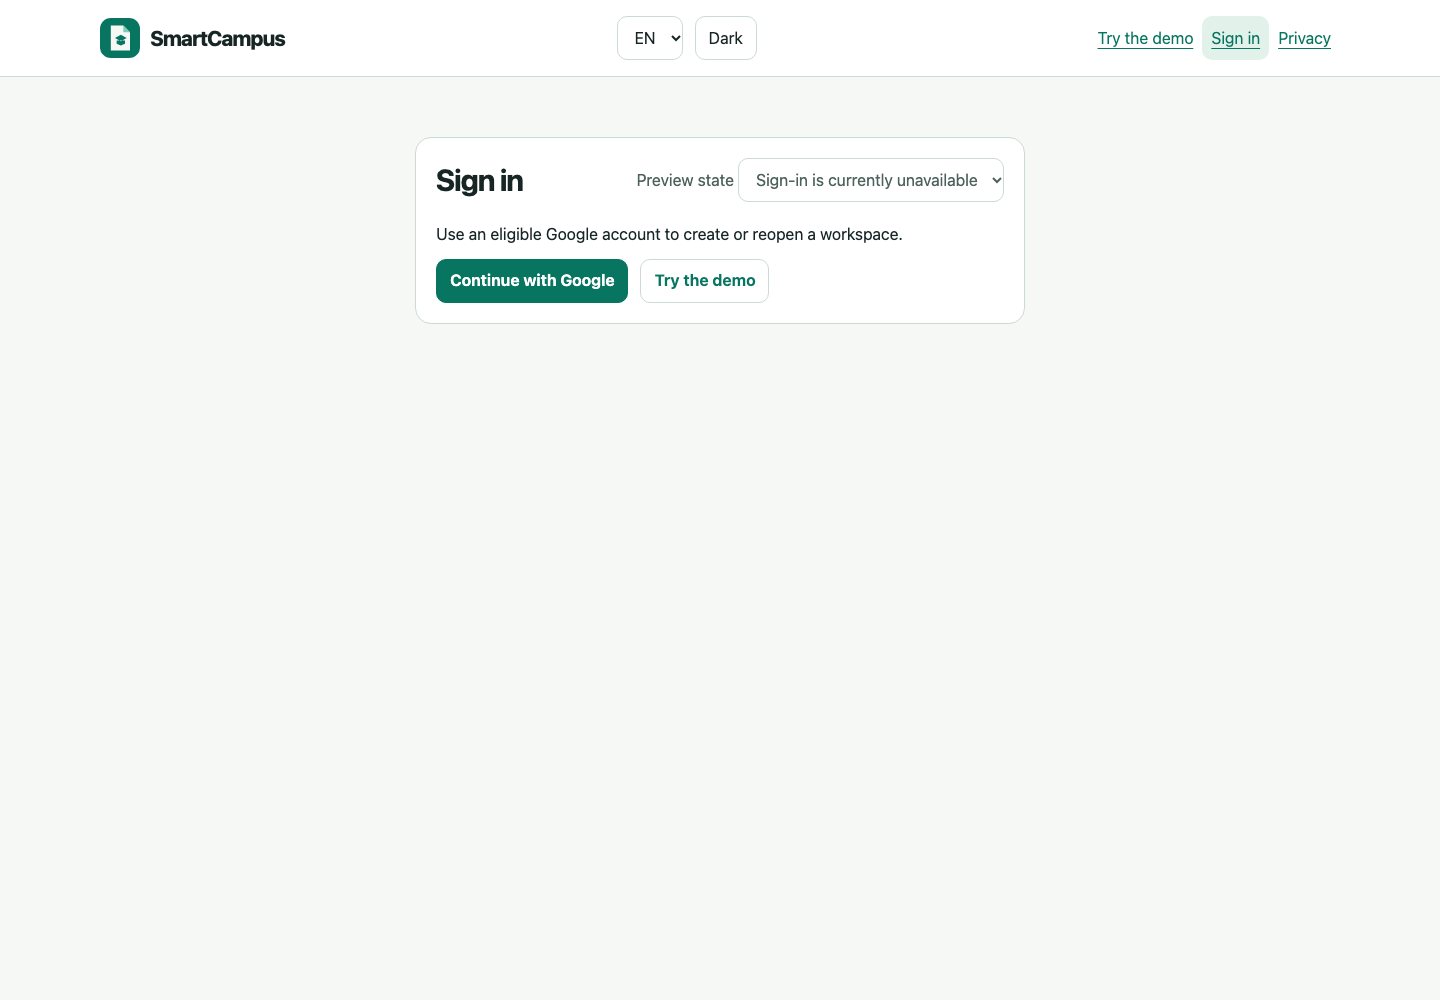 SmartCampus
EN
Dark
Try the demo
Sign in
Privacy
Sign in
Preview state
Sign-in is currently unavailable
Use an eligible Google account to create or reopen a workspace.
Continue with Google
Try the demo